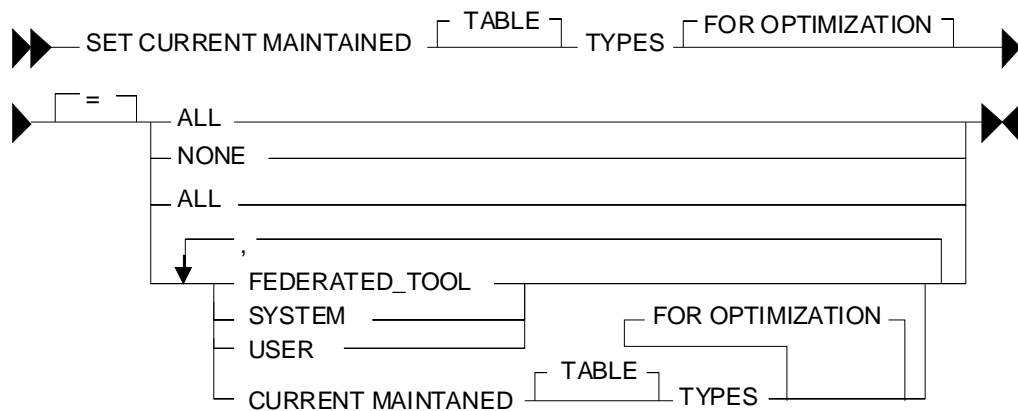 TABLE FOR OPTIMIZATION
SET CURRENT MAINTAINED TYPES
=
ALL
NONE
ALL
,
FEDERATED_TOOL
SYSTEM FOR OPTIMIZATION
USER
TABLE
CURRENT MAINTANED TYPES